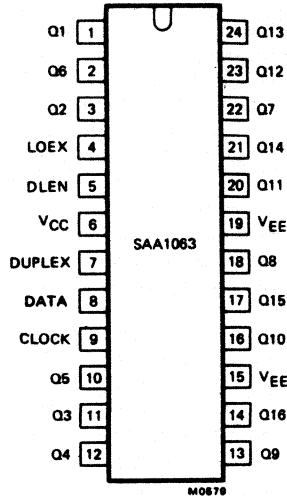 Q1 1 24 Q13
Q6 2 23 Q12
Q2 3 22 Q7
LOEX 4 21 Q14
DLEN 5 20 Q11
VCC 6 19 VEE
SAA1063
DUPLEX 7 18 Q8
DATA 8 17 Q15
CLOCK 9 16 Q10
Q5 10 15 VEE
Q3 11 14 Q16
Q4 12 13 Q9
M0679